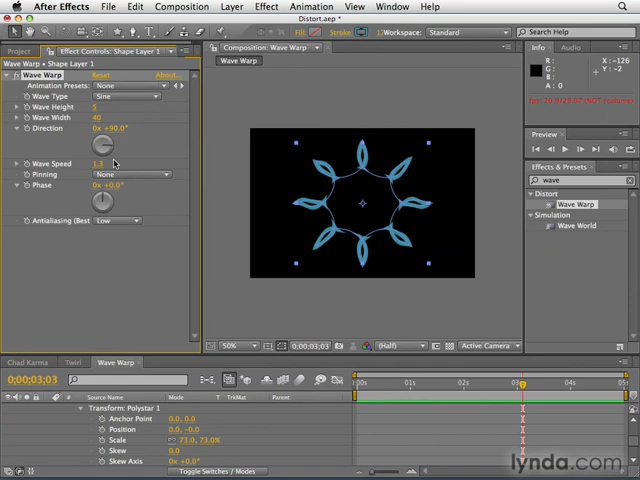 After Effects File Edit Composition Layer Effect Animation View Window Help
Distort.aep *
Fill: Stroke: 12 Workspace: Standard Search Help
Project Effect Controls: Shape Layer 1 Composition: Wave Warp Info Audio
Wave Warp • Shape Layer 1
Wave Warp
Wave Warp Reset About...
Animation Presets: None
Wave Type Sine
Wave Height 5
Wave Width 40
Direction 0x +90.0°
Wave Speed 1.3
Pinning None
Phase 0x +0.0°
Antialiasing (Best Low
R :
G :
B :
A : 0
X : -126
Y : -2
Preview
Effects & Presets
wave
Distort
Wave Warp
Simulation
Wave World
50% 0;00;03;03 (Half) Active Camera
Chad Karma Twirl Wave Warp
0;00;03;03
:00s 01s 02s 03s 04s 05s
# Source Name Mode T TrkMat Parent
Transform: Polystar 1
Anchor Point 0.0, 0.0
Position 0.0, -0.0
Scale 73.0, 73.0%
Skew 0.0
Skew Axis 0x +0.0°
Toggle Switches / Modes
lynda.com